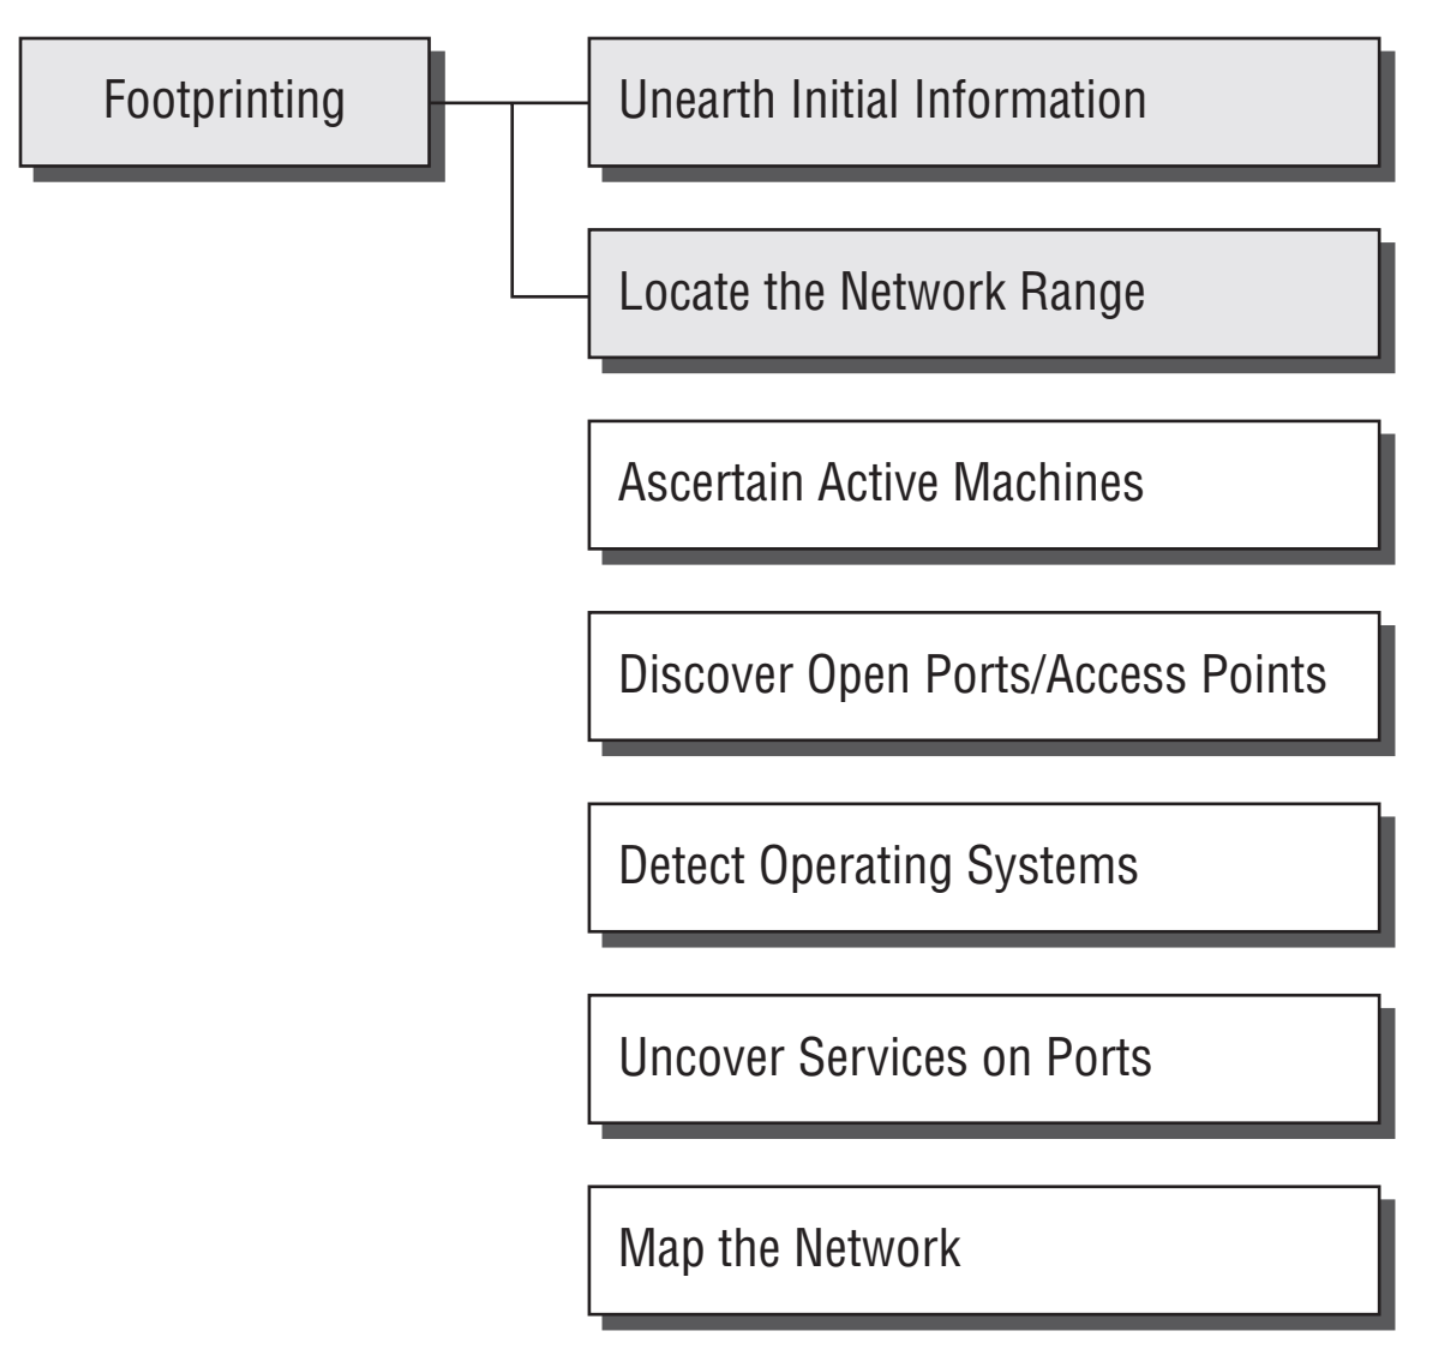 Footprinting
Unearth Initial Information
Locate the Network Range
Ascertain Active Machines
Discover Open Ports/Access Points
Detect Operating Systems
Uncover Services on Ports
Map the Network